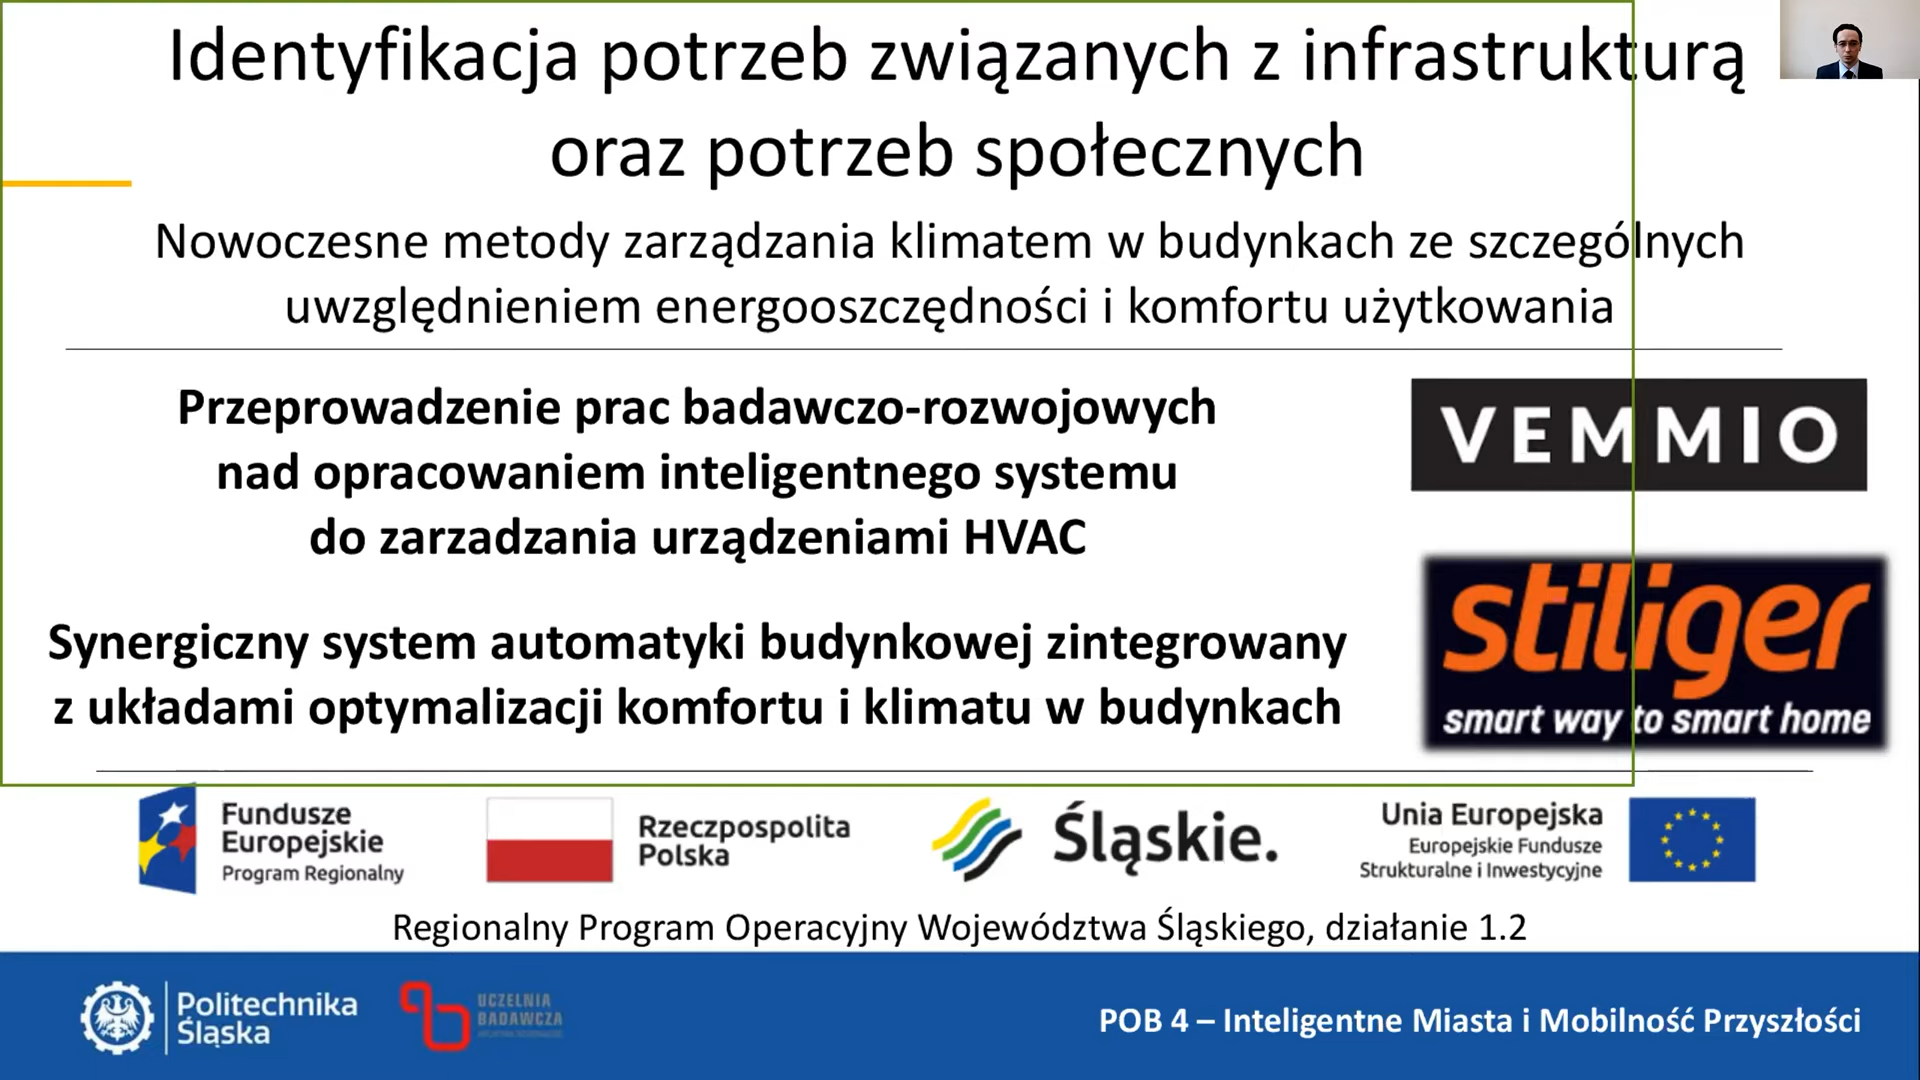 Identyfikacja potrzeb związanych z infrastrukturą
oraz potrzeb społecznych
Nowoczesne metody zarządzania klimatem w budynkach ze szczególnych
uwzględnieniem energooszczędności i komfortu użytkowania
Przeprowadzenie prac badawczo-rozwojowych
nad opracowaniem inteligentnego systemu
do zarzadzania urządzeniami HVAC
VEMMIO
Synergiczny system automatyki budynkowej zintegrowany
z układami optymalizacji komfortu i klimatu w budynkach
stiliger
smart way to smart home
Fundusze
Europejskie
Program Regionalny
Rzeczpospolita
Polska
Śląskie.
Unia Europejska
Europejskie Fundusze
Strukturalne i Inwestycyjne
Regionalny Program Operacyjny Województwa Śląskiego, działanie 1.2
Politechnika
Śląska
UCZELNIA
BADAWCZA
POB 4 – Inteligentne Miasta i Mobilność Przyszłości